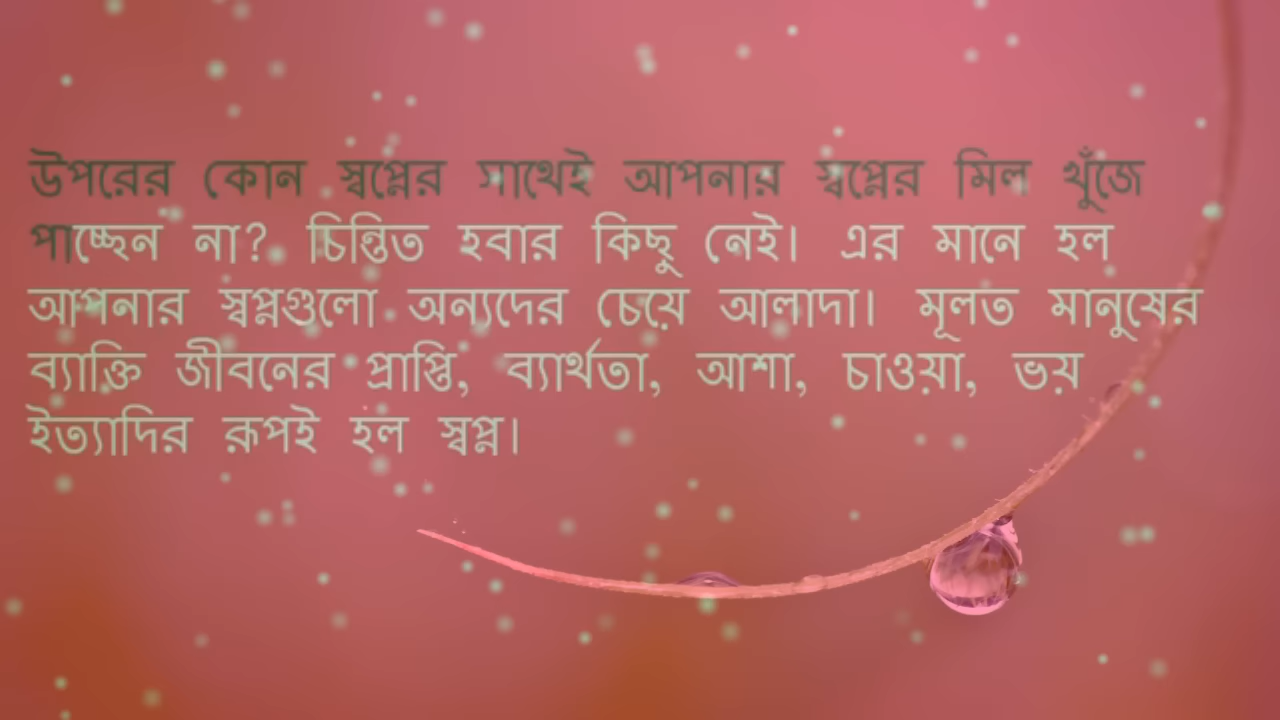 উপরের কোন স্বপ্নের সাথেই আপনার স্বপ্নের মিল খুঁজে
পাচ্ছেন না? চিন্তিত হবার কিছু নেই। এর মানে হল
আপনার স্বপ্নগুলো অন্যদের চেয়ে আলাদা। মূলত মানুষের
ব্যাক্তি জীবনের প্রাপ্তি, ব্যার্থতা, আশা, চাওয়া, ভয়
ইত্যাদির রূপই হল স্বপ্ন।